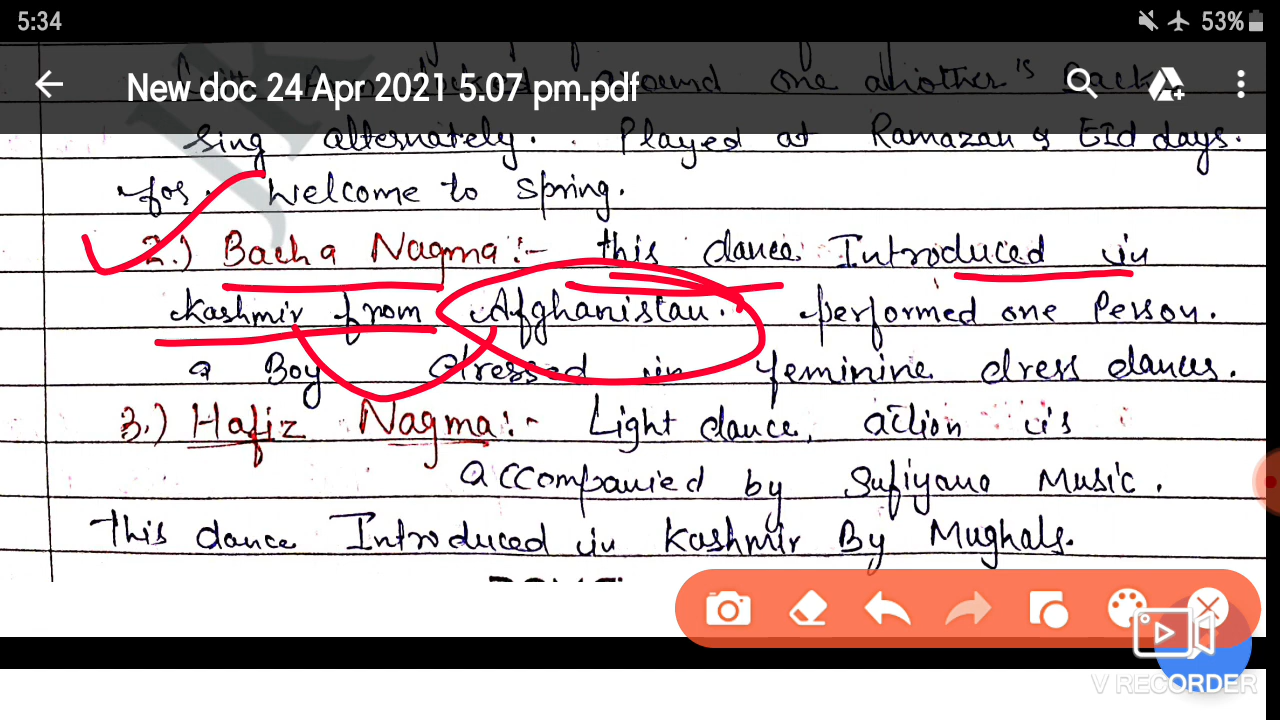 5:34
53%
New doc 24 Apr 2021 5.07 pm.pdf
around one another's back
sing alternately. Played at Ramazan & EId days.
for. Welcome to spring.
2.) Bacha Nagma:- this dance Introduced in
Kashmir from Afghanistan. performed one Person.
a Boy dressed in feminine dress dances.
3.) Hafiz Nagma:- Light dance, action is
accompanied by Sufiyana Music.
This dance Introduced in Kashmir By Mughals.
V RECORDER